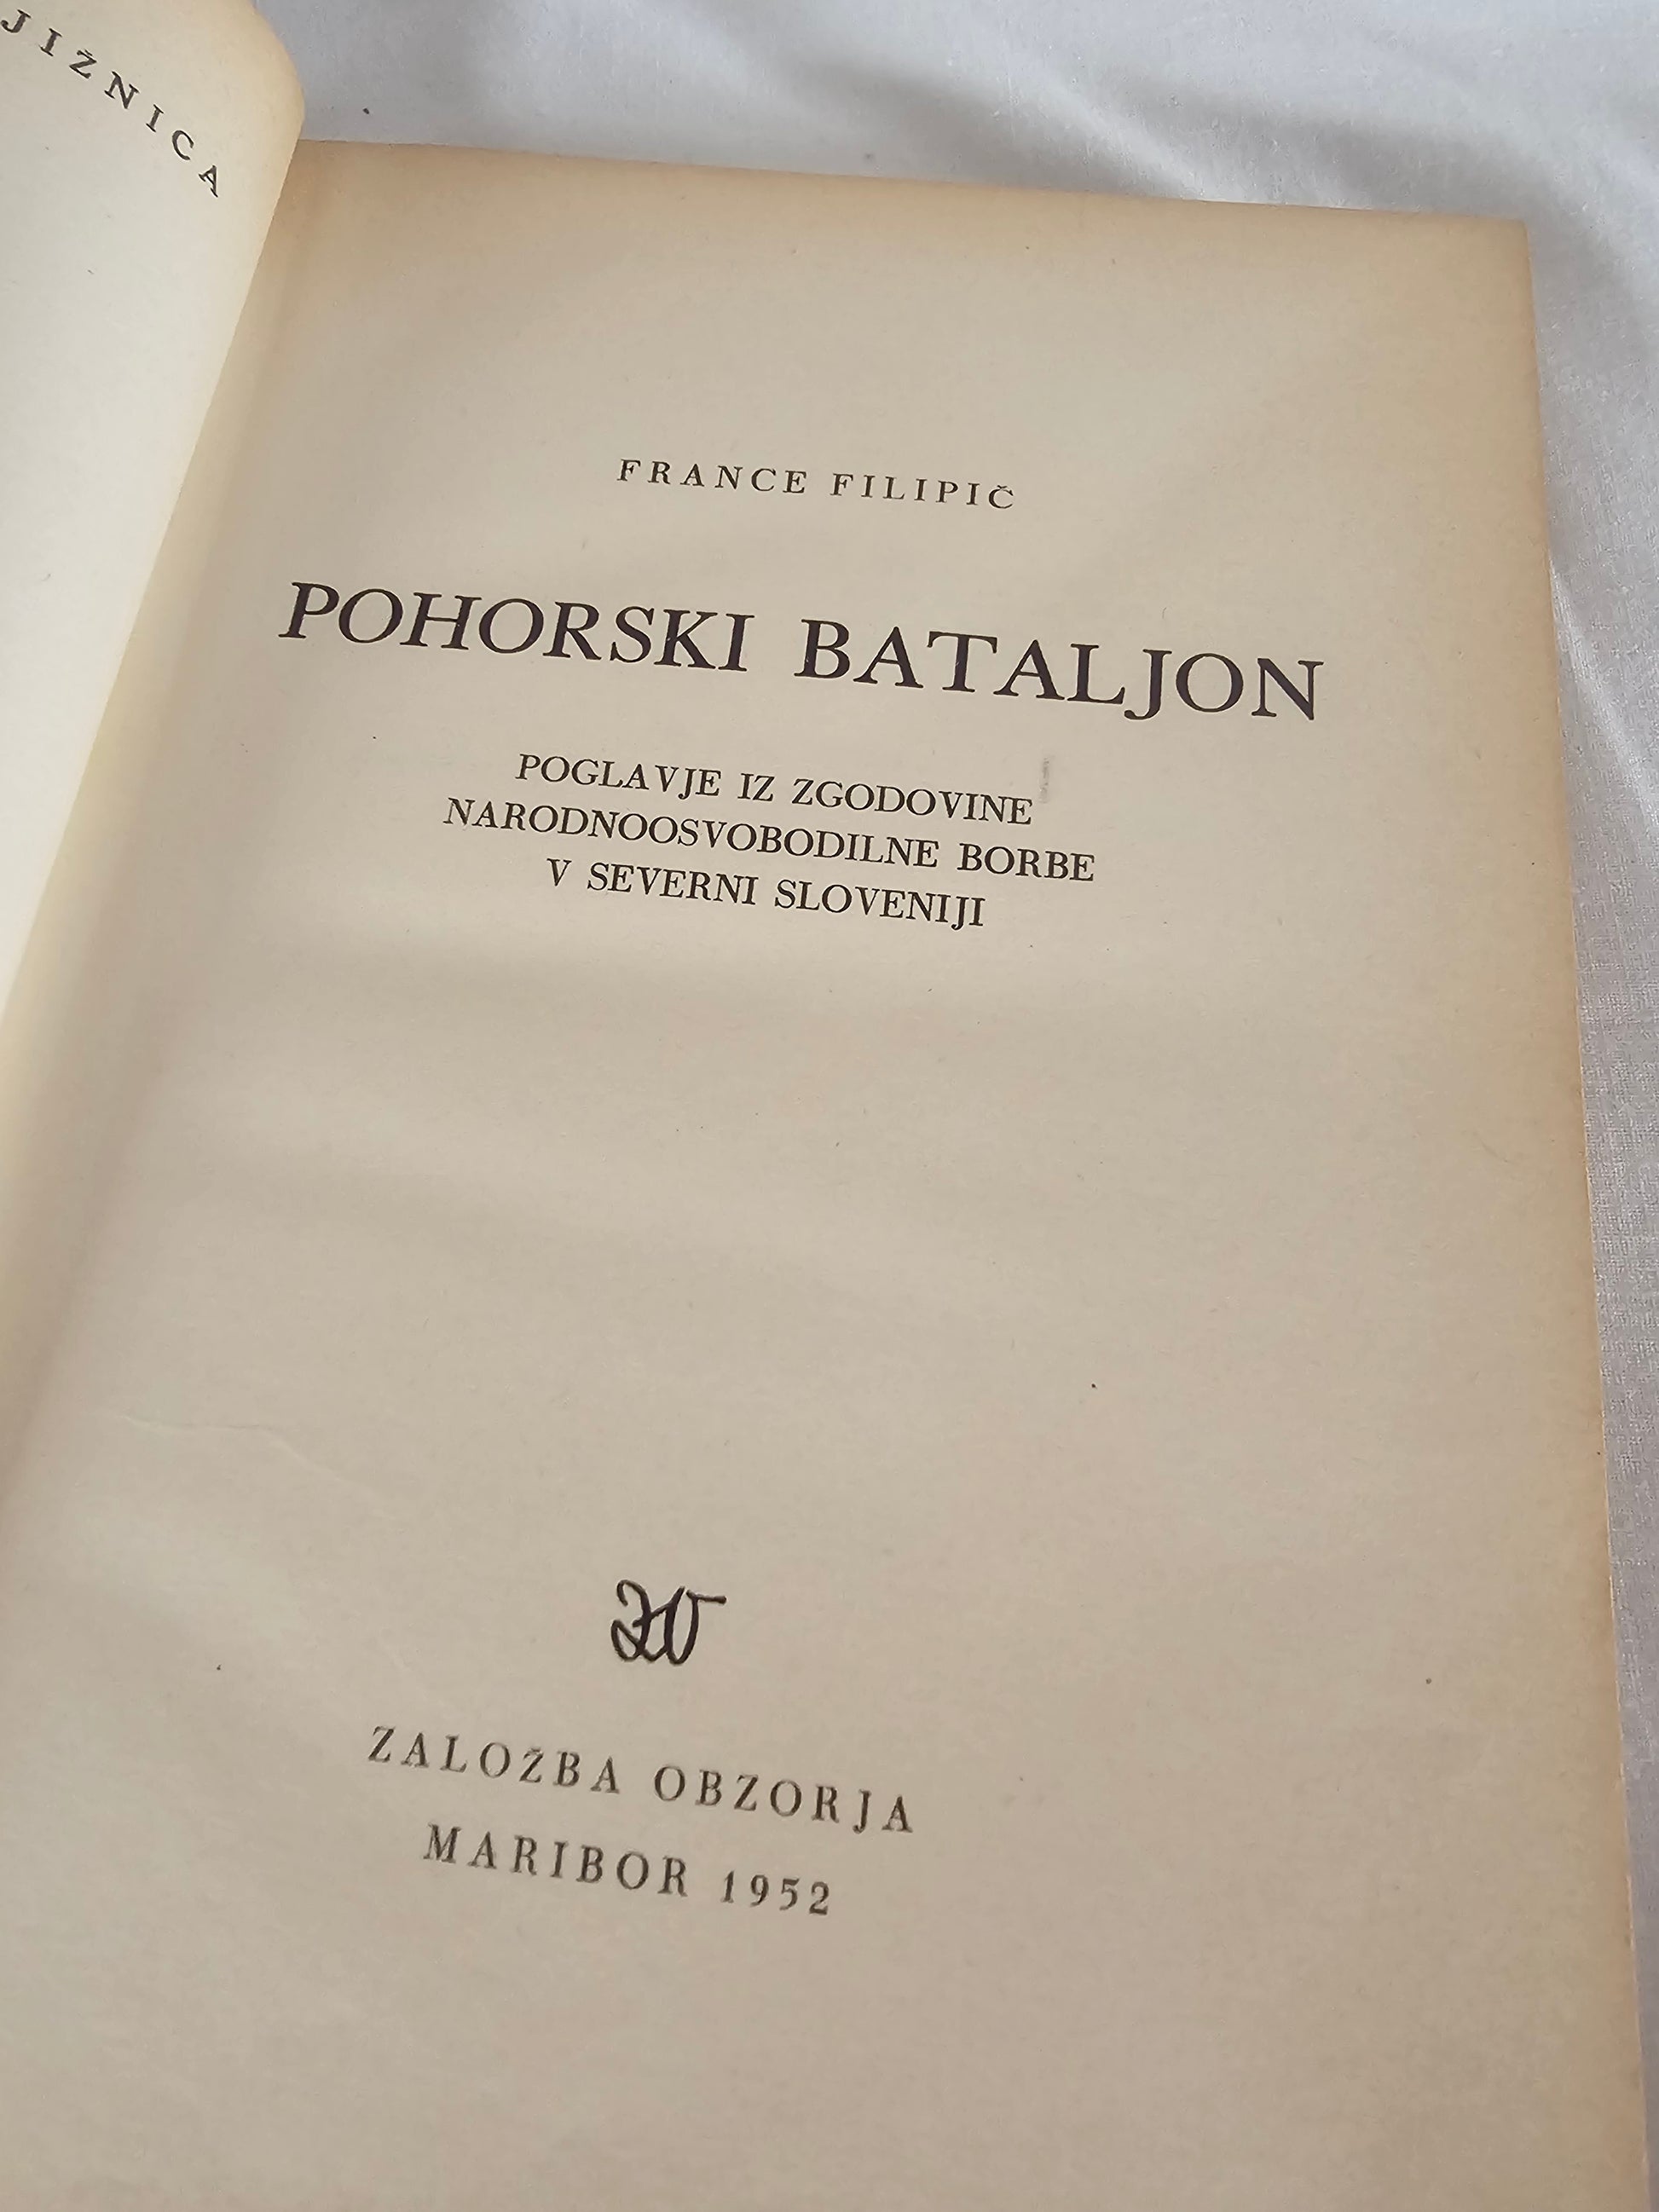 JIŽNICA
FRANCE FILIPIČ
POHORSKI BATALJON
POGLAVJE IZ ZGODOVINE
NARODNOOSVOBODILNE BORBE
V SEVERNI SLOVENIJI
ZALOŽBA OBZORJA
MARIBOR 1952